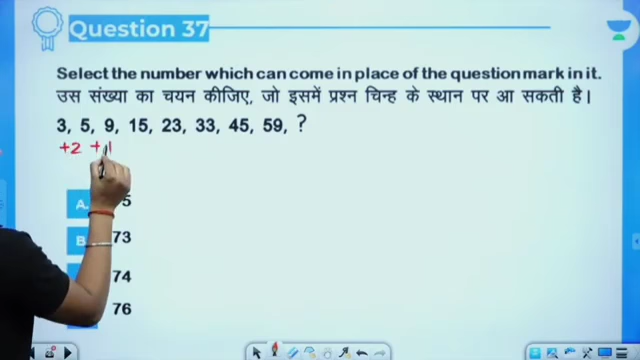 Question 37
Select the number which can come in place of the question mark in it.
उस संख्या का चयन कीजिए, जो इसमें प्रश्न चिन्ह के स्थान पर आ सकती है।
3, 5, 9, 15, 23, 33, 45, 59, ?
+2 +
A. 5
B 73
74
76